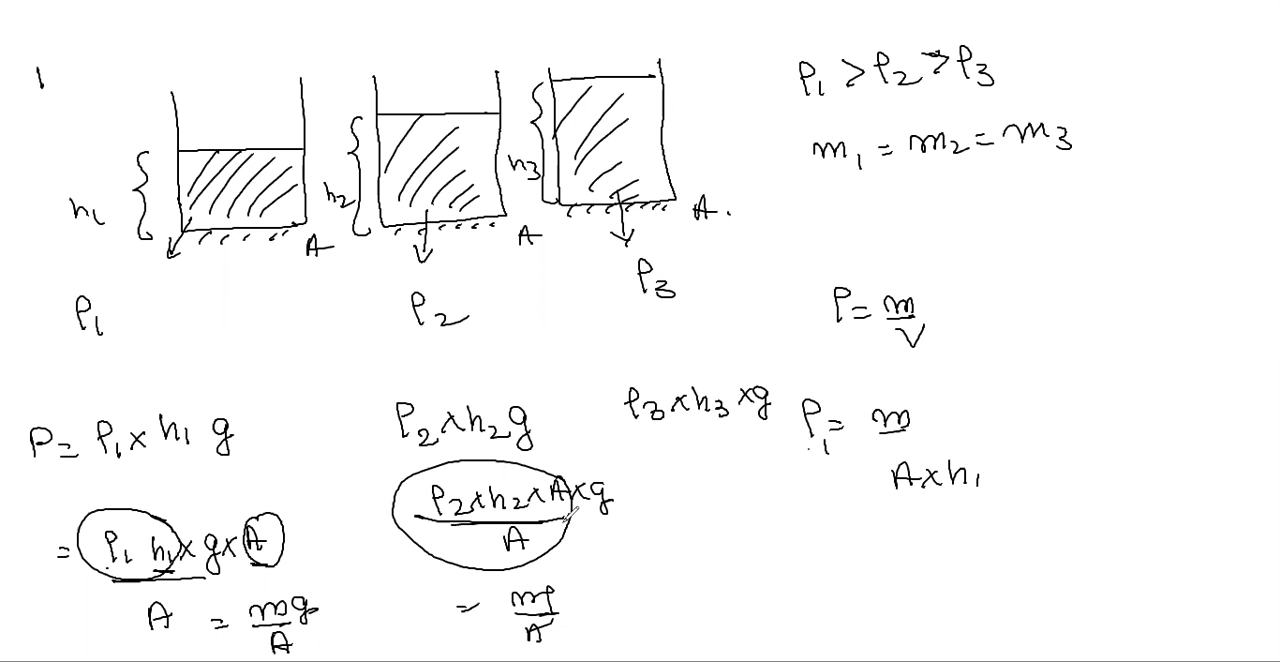 1
ρ₁ > ρ₂ > ρ₃
m₁ = m₂ = m₃
h₁
A
h₂
A
h₃
A.
ρ₁
ρ₂
ρ₃
ρ = m/V
P = ρ₁ × h₁ g
ρ₂ × h₂ g
ρ₃ × h₃ × g
ρ₁ = m / A × h₁
= ρ₁ h₁ × g × A / A = mg/A
ρ₂ × h₂ × A × g / A